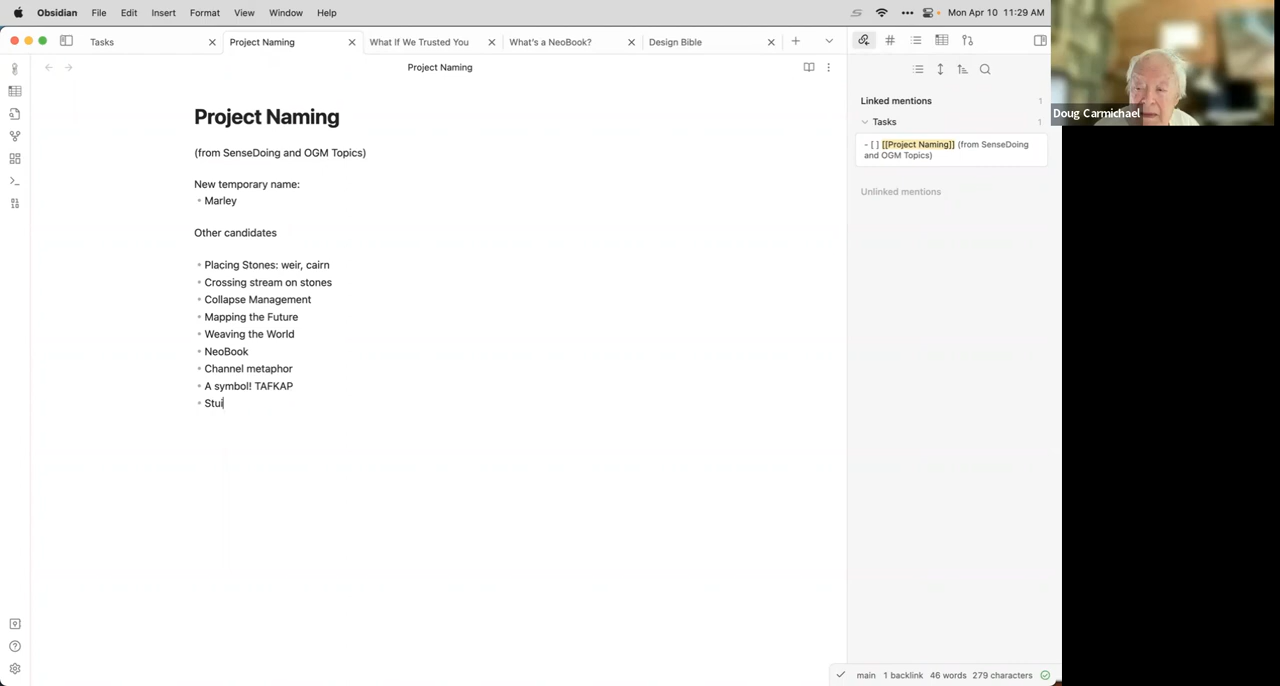 Obsidian File Edit Insert Format View Window Help Mon Apr 10 11:29 AM
Tasks Project Naming What If We Trusted You What's a NeoBook? Design Bible
Project Naming
Project Naming
(from SenseDoing and OGM Topics)
New temporary name:
Marley
Other candidates
Placing Stones: weir, cairn
Crossing stream on stones
Collapse Management
Mapping the Future
Weaving the World
NeoBook
Channel metaphor
A symbol! TAFKAP
Stui
Linked mentions 1
Tasks 1
- [ ] [[Project Naming]] (from SenseDoing
and OGM Topics)
Unlinked mentions
main 1 backlink 46 words 279 characters
Doug Carmichael